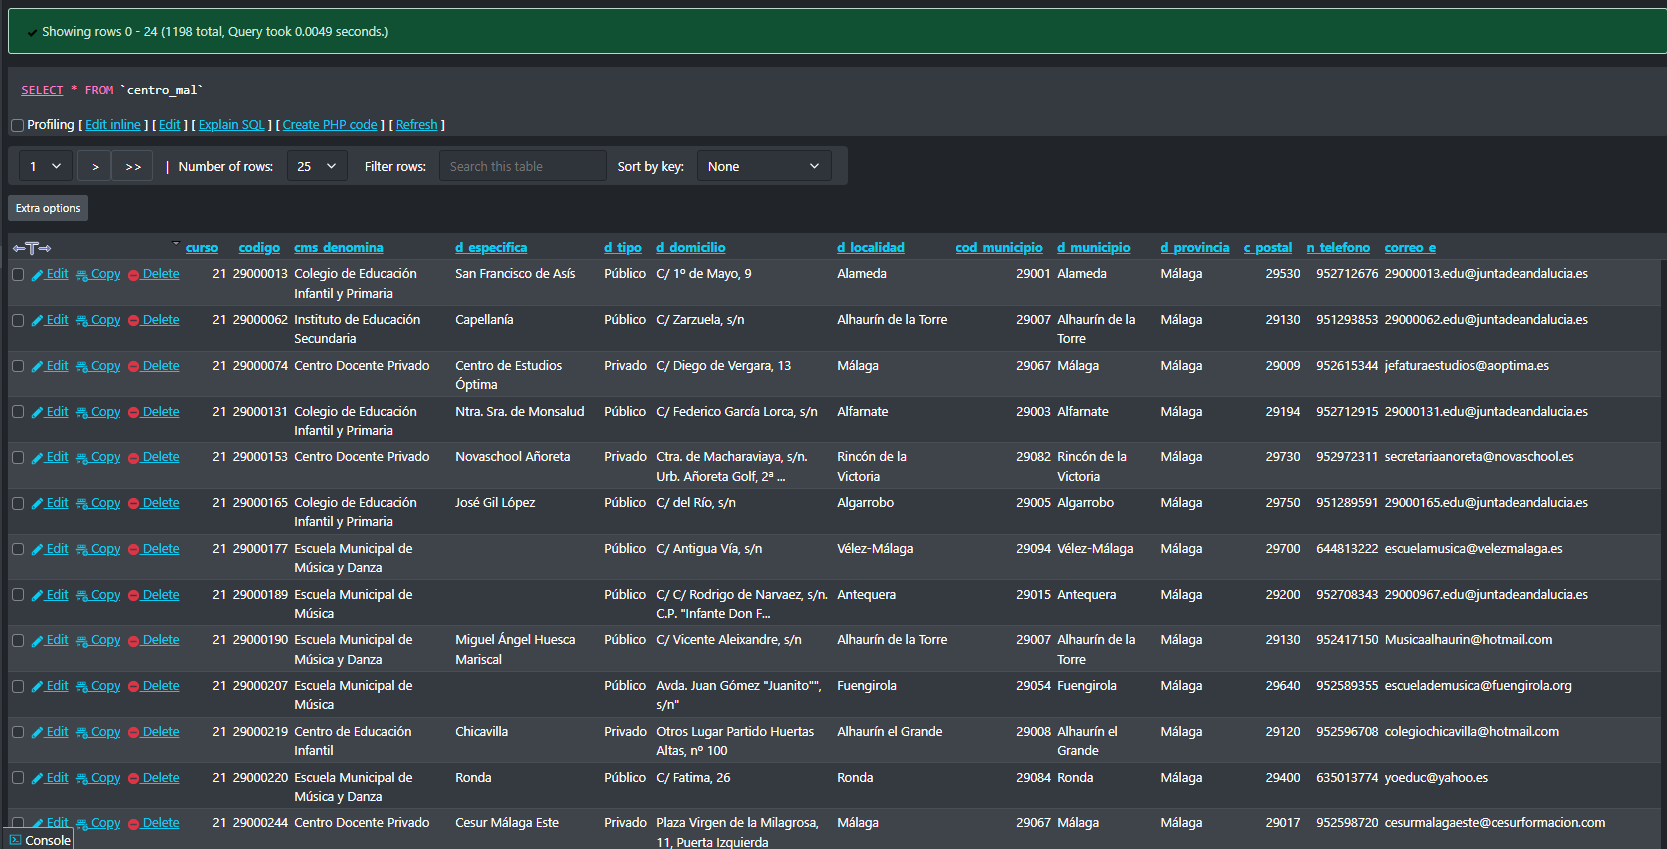 Showing rows 0 - 24 (1198 total, Query took 0.0049 seconds.)
SELECT * FROM `centro_mal`
Profiling [ Edit inline ] [ Edit ] [ Explain SQL ] [ Create PHP code ] [ Refresh ]
1 > >> | Number of rows: 25 Filter rows: Search this table Sort by key: None
Extra options
←T→ curso codigo cms_denomina d_especifica d_tipo d_domicilio d_localidad cod_municipio d_municipio d_provincia c_postal n_telefono correo_e
Edit Copy Delete 21 29000013 Colegio de Educación San Francisco de Asís Público C/ 1º de Mayo, 9 Alameda 29001 Alameda Málaga 29530 952712676 29000013.edu@juntadeandalucia.es
Infantil y Primaria
Edit Copy Delete 21 29000062 Instituto de Educación Capellanía Público C/ Zarzuela, s/n Alhaurín de la Torre 29007 Alhaurín de la Málaga 29130 951293853 29000062.edu@juntadeandalucia.es
Secundaria Torre
Edit Copy Delete 21 29000074 Centro Docente Privado Centro de Estudios Privado C/ Diego de Vergara, 13 Málaga 29067 Málaga Málaga 29009 952615344 jefaturaestudios@aoptima.es
Óptima
Edit Copy Delete 21 29000131 Colegio de Educación Ntra. Sra. de Monsalud Público C/ Federico García Lorca, s/n Alfarnate 29003 Alfarnate Málaga 29194 952712915 29000131.edu@juntadeandalucia.es
Infantil y Primaria
Edit Copy Delete 21 29000153 Centro Docente Privado Novaschool Añoreta Privado Ctra. de Macharaviaya, s/n. Rincón de la 29082 Rincón de la Málaga 29730 952972311 secretariaanoreta@novaschool.es
Urb. Añoreta Golf, 2ª ... Victoria Victoria
Edit Copy Delete 21 29000165 Colegio de Educación José Gil López Público C/ del Río, s/n Algarrobo 29005 Algarrobo Málaga 29750 951289591 29000165.edu@juntadeandalucia.es
Infantil y Primaria
Edit Copy Delete 21 29000177 Escuela Municipal de Público C/ Antigua Vía, s/n Vélez-Málaga 29094 Vélez-Málaga Málaga 29700 644813222 escuelamusica@velezmalaga.es
Música y Danza
Edit Copy Delete 21 29000189 Escuela Municipal de Público C/ C/ Rodrigo de Narvaez, s/n. Antequera 29015 Antequera Málaga 29200 952708343 29000967.edu@juntadeandalucia.es
Música C.P. "Infante Don F...
Edit Copy Delete 21 29000190 Escuela Municipal de Miguel Ángel Huesca Público C/ Vicente Aleixandre, s/n Alhaurín de la Torre 29007 Alhaurín de la Málaga 29130 952417150 Musicaalhaurin@hotmail.com
Música y Danza Mariscal Torre
Edit Copy Delete 21 29000207 Escuela Municipal de Público Avda. Juan Gómez "Juanito"", Fuengirola 29054 Fuengirola Málaga 29640 952589355 escuelademusica@fuengirola.org
Música s/n"
Edit Copy Delete 21 29000219 Centro de Educación Chicavilla Privado Otros Lugar Partido Huertas Alhaurín el Grande 29008 Alhaurín el Málaga 29120 952596708 colegiochicavilla@hotmail.com
Infantil Altas, nº 100 Grande
Edit Copy Delete 21 29000220 Escuela Municipal de Ronda Público C/ Fatima, 26 Ronda 29084 Ronda Málaga 29400 635013774 yoeduc@yahoo.es
Música y Danza
Edit Copy Delete 21 29000244 Centro Docente Privado Cesur Málaga Este Privado Plaza Virgen de la Milagrosa, Málaga 29067 Málaga Málaga 29017 952598720 cesurmalagaeste@cesurformacion.com
Console 11, Puerta Izquierda